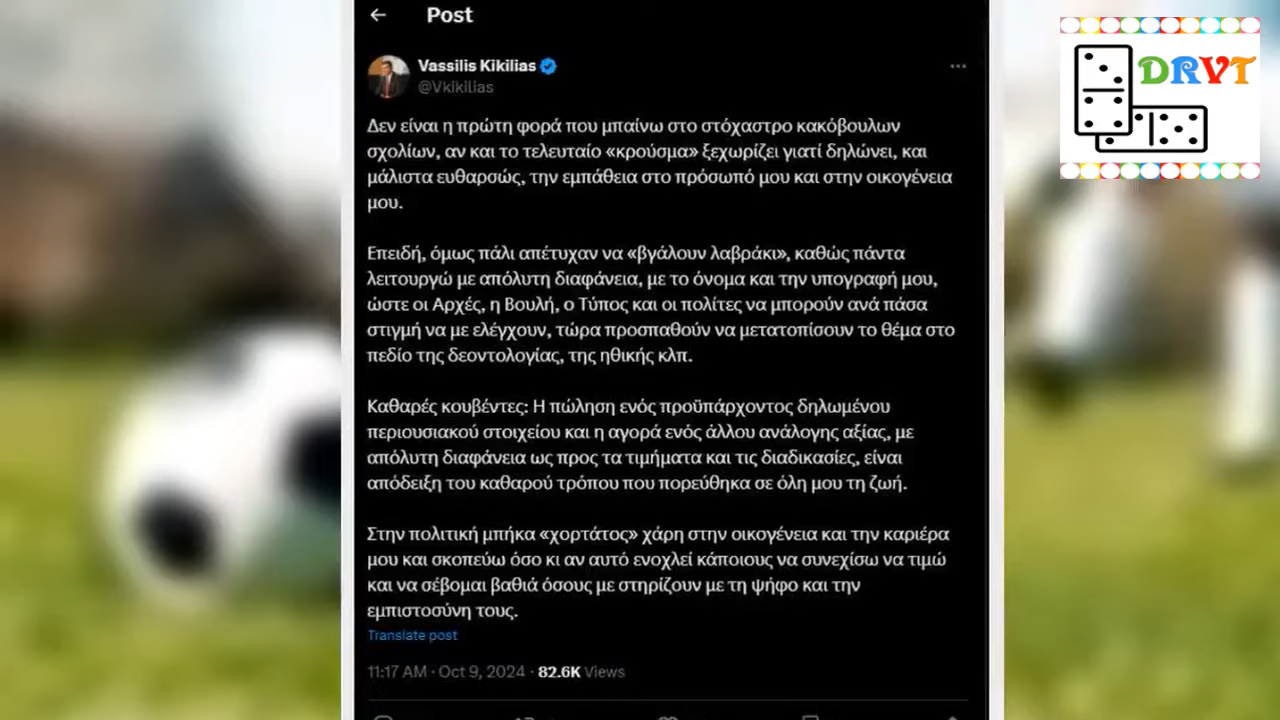 Post
DRVT
Vassilis Kikilias
@Vkikilias
Δεν είναι η πρώτη φορά που μπαίνω στο στόχαστρο κακόβουλων
σχολίων, αν και το τελευταίο «κρούσμα» ξεχωρίζει γιατί δηλώνει, και
μάλιστα ευθαρσώς, την εμπάθεια στο πρόσωπό μου και στην οικογένεια
μου.
Επειδή, όμως πάλι απέτυχαν να «βγάλουν λαβράκι», καθώς πάντα
λειτουργώ με απόλυτη διαφάνεια, με το όνομα και την υπογραφή μου,
ώστε οι Αρχές, η Βουλή, ο Τύπος και οι πολίτες να μπορούν ανά πάσα
στιγμή να με ελέγχουν, τώρα προσπαθούν να μετατοπίσουν το θέμα στο
πεδίο της δεοντολογίας, της ηθικής κλπ.
Καθαρές κουβέντες: Η πώληση ενός προϋπάρχοντος δηλωμένου
περιουσιακού στοιχείου και η αγορά ενός άλλου ανάλογης αξίας, με
απόλυτη διαφάνεια ως προς τα τιμήματα και τις διαδικασίες, είναι
απόδειξη του καθαρού τρόπου που πορεύθηκα σε όλη μου τη ζωή.
Στην πολιτική μπήκα «χορτάτος» χάρη στην οικογένεια και την καριέρα
μου και σκοπεύω όσο κι αν αυτό ενοχλεί κάποιους να συνεχίσω να τιμώ
και να σέβομαι βαθιά όσους με στηρίζουν με τη ψήφο και την
εμπιστοσύνη τους.
Translate post
11:17 AM · Oct 9, 2024 · 82.6K Views